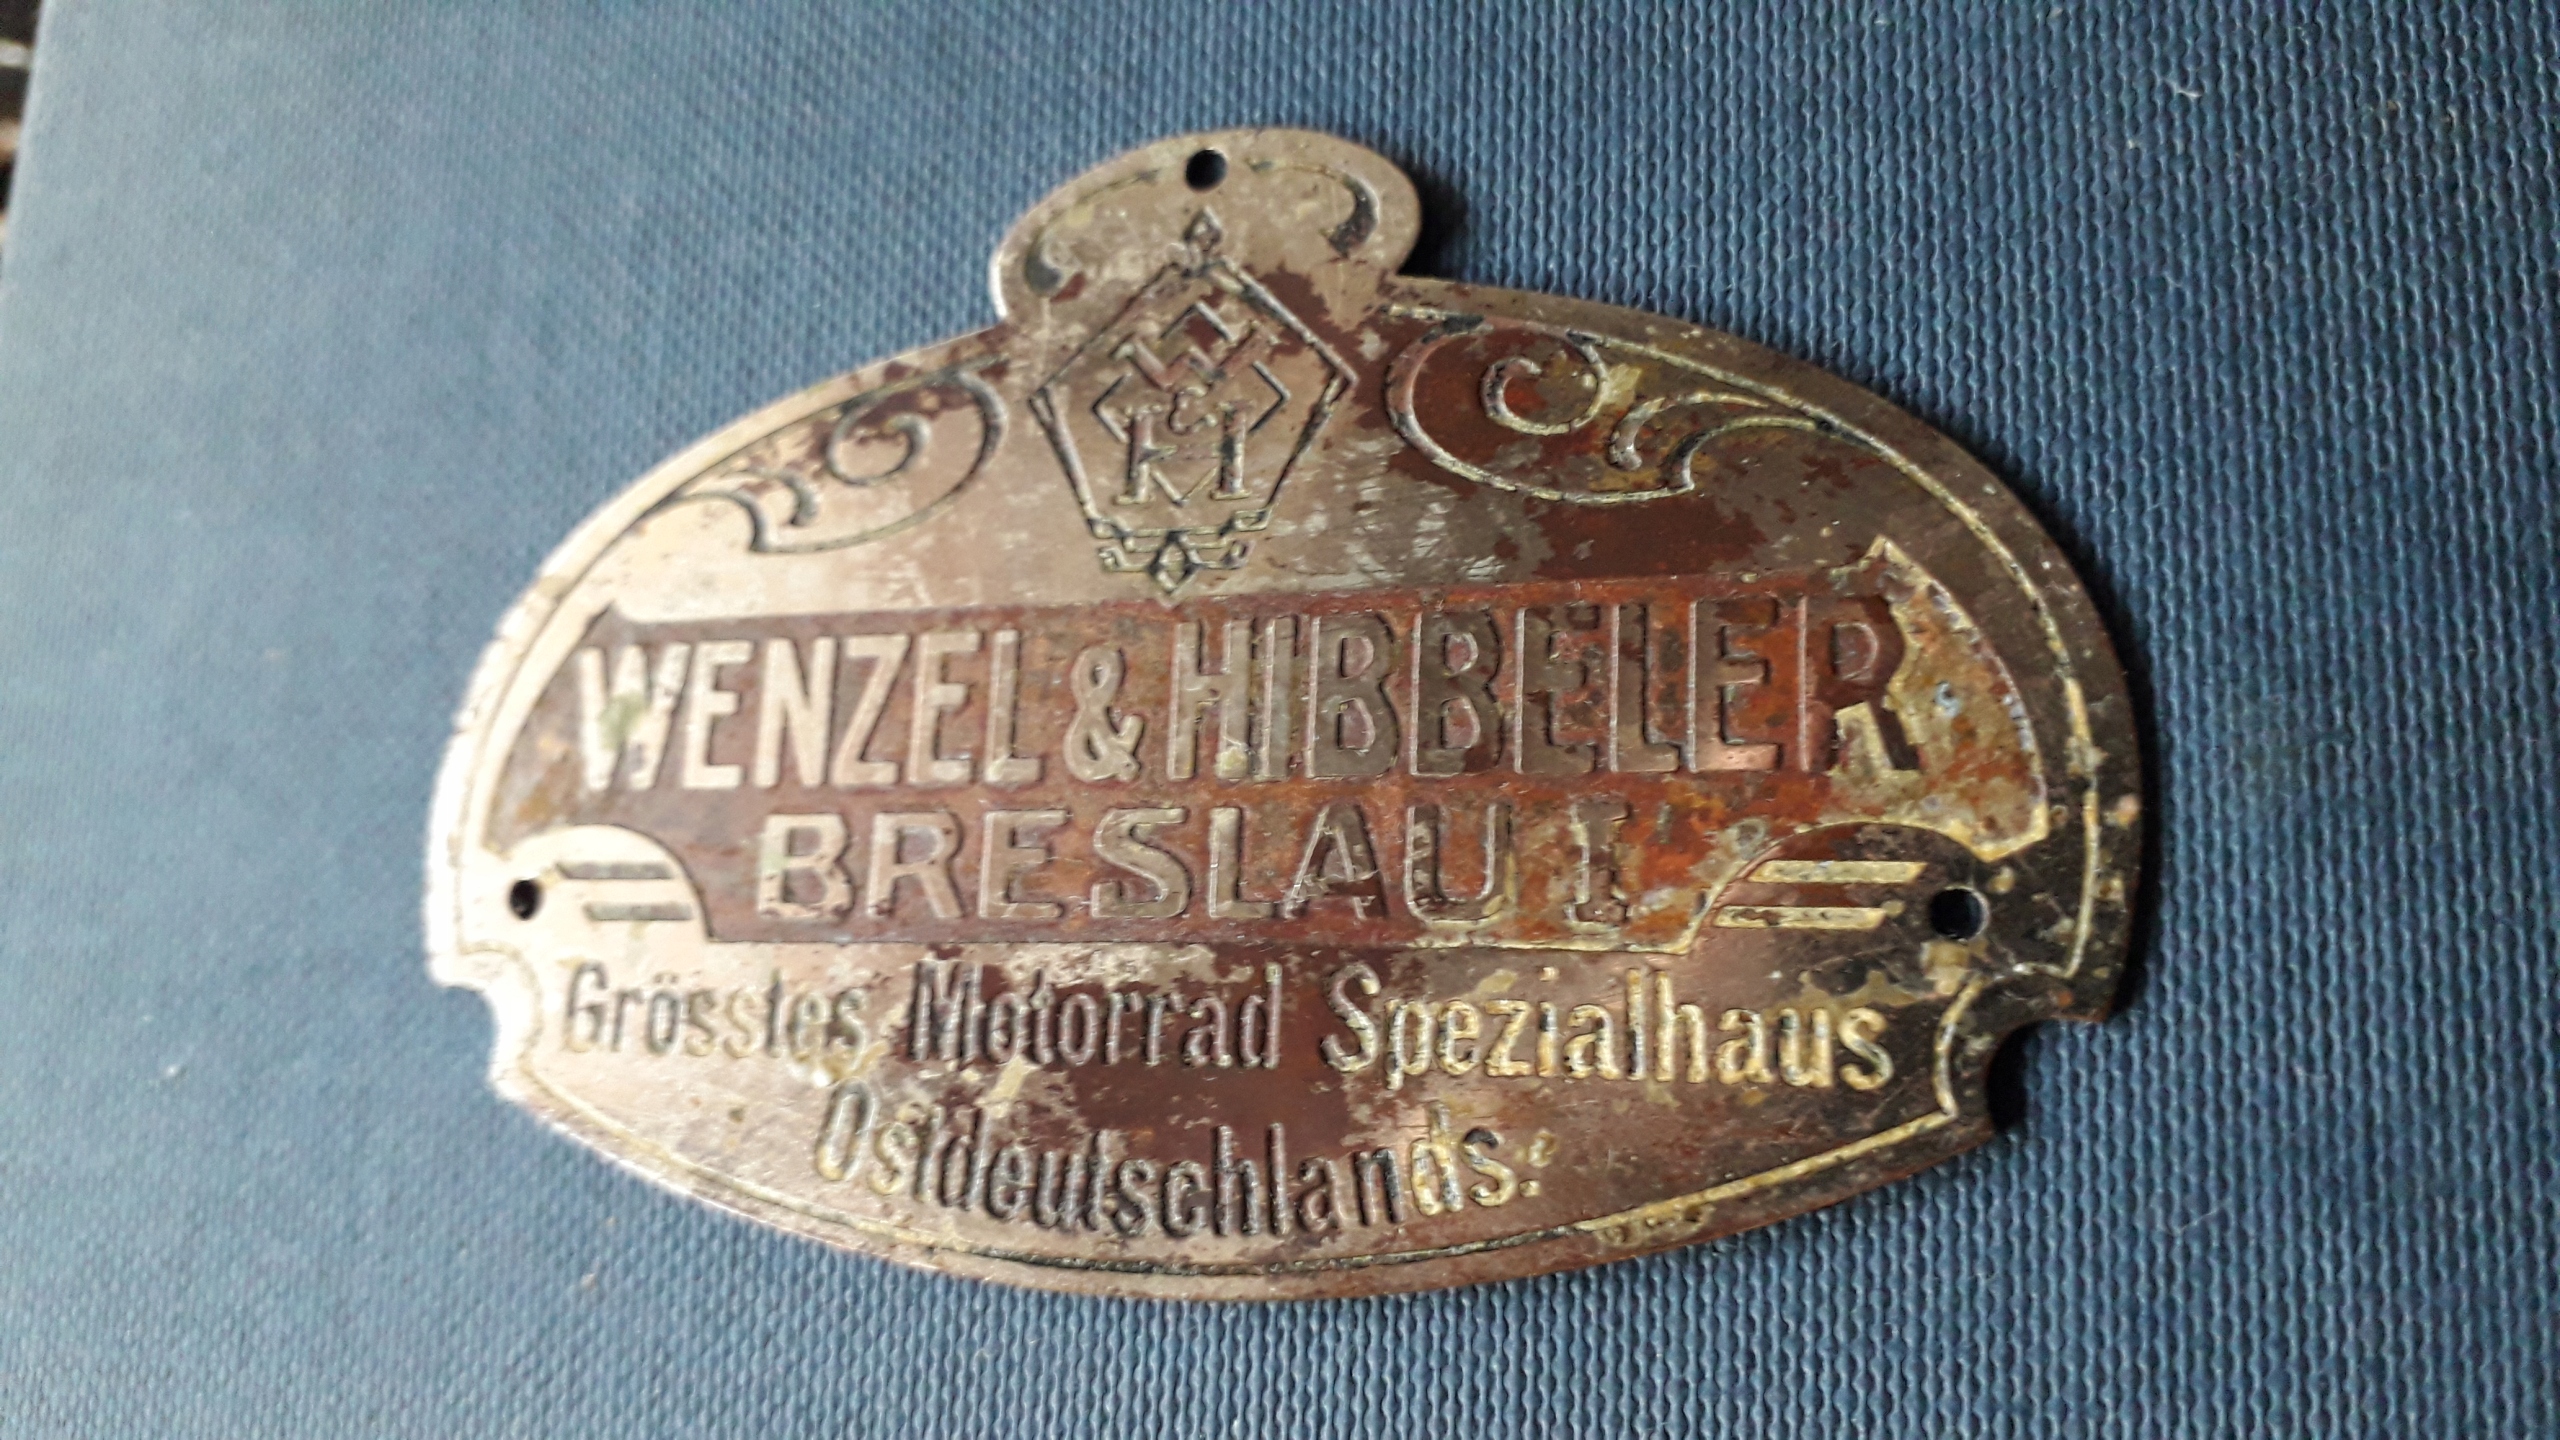 W
&
H
WENZEL & HIBBELER
BRESLAU I
Grösstes Motorrad Spezialhaus
Ostdeutschlands.